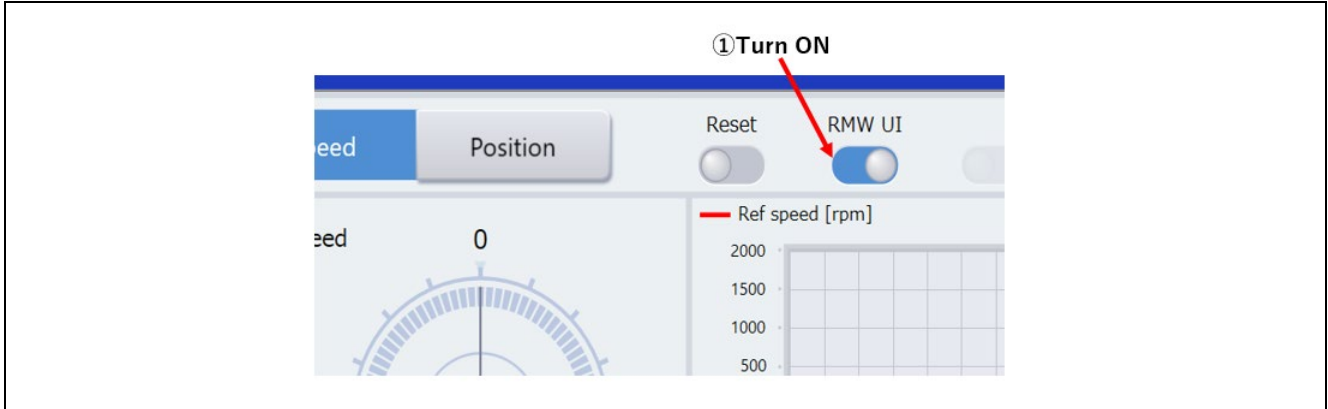 ①Turn ON
Reset RMW UI
eed Position
Ref speed [rpm]
eed 0
2000
1500
1000
500